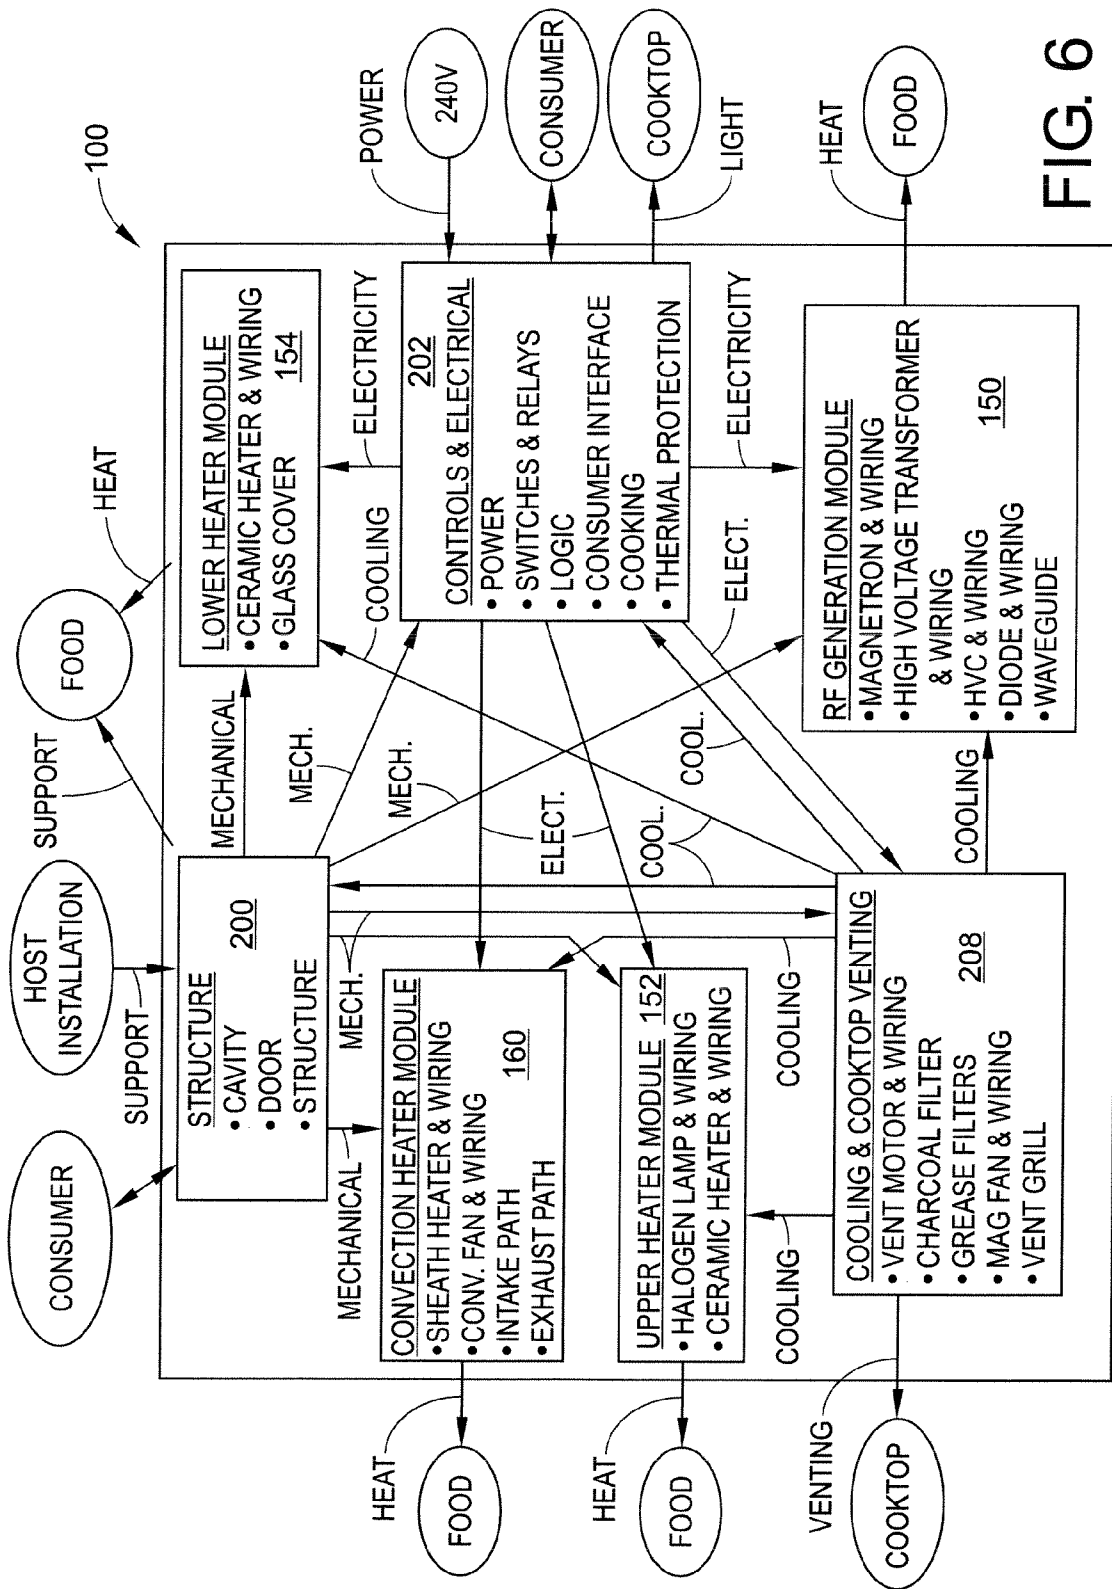 100
CONSUMER
HOST
INSTALLATION
SUPPORT
SUPPORT
FOOD
HEAT
STRUCTURE
• CAVITY
• DOOR
• STRUCTURE
200
MECHANICAL
LOWER HEATER MODULE
• CERAMIC HEATER & WIRING
• GLASS COVER
154
POWER
240V
MECHANICAL
MECH.
MECH.
MECH.
COOLING
ELECTRICITY
HEAT
FOOD
CONVECTION HEATER MODULE
• SHEATH HEATER & WIRING
• CONV. FAN & WIRING
• INTAKE PATH
• EXHAUST PATH
160
ELECT.
CONTROLS & ELECTRICAL
202
• POWER
• SWITCHES & RELAYS
LOGIC
• CONSUMER INTERFACE
COOKING
• THERMAL PROTECTION
CONSUMER
COOKTOP
LIGHT
HEAT
FOOD
UPPER HEATER MODULE 152
• HALOGEN LAMP & WIRING
• CERAMIC HEATER & WIRING
COOL.
COOL.
ELECT.
ELECTRICITY
COOLING
COOLING
VENTING
COOKTOP
COOLING & COOKTOP VENTING
• VENT MOTOR & WIRING
• CHARCOAL FILTER
• GREASE FILTERS
• MAG FAN & WIRING
• VENT GRILL
208
COOLING
RF GENERATION MODULE
• MAGNETRON & WIRING
• HIGH VOLTAGE TRANSFORMER
& WIRING
• HVC & WIRING
• DIODE & WIRING
• WAVEGUIDE
150
HEAT
FOOD
FIG. 6